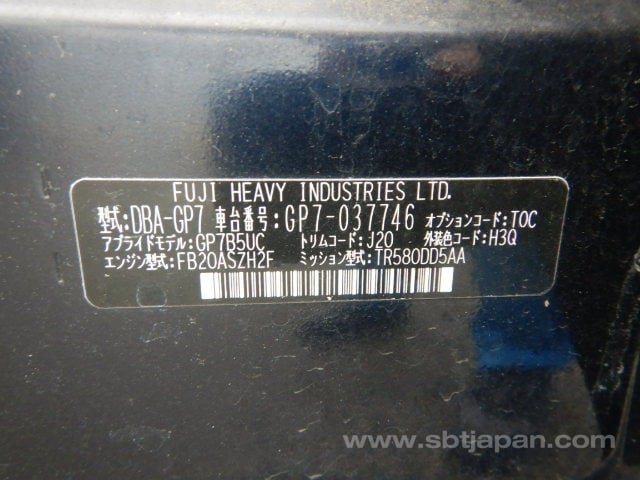 FUJI HEAVY INDUSTRIES LTD.
型式:DBA-GP7 車台番号:GP7-037746 オプションコード:TOC
アプライドモデル:GP7B5UC トリムコード:J20 外装色コード:H3Q
エンジン型式:FB20ASZH2F ミッション型式:TR580DD5AA
www.sbtjapan.com